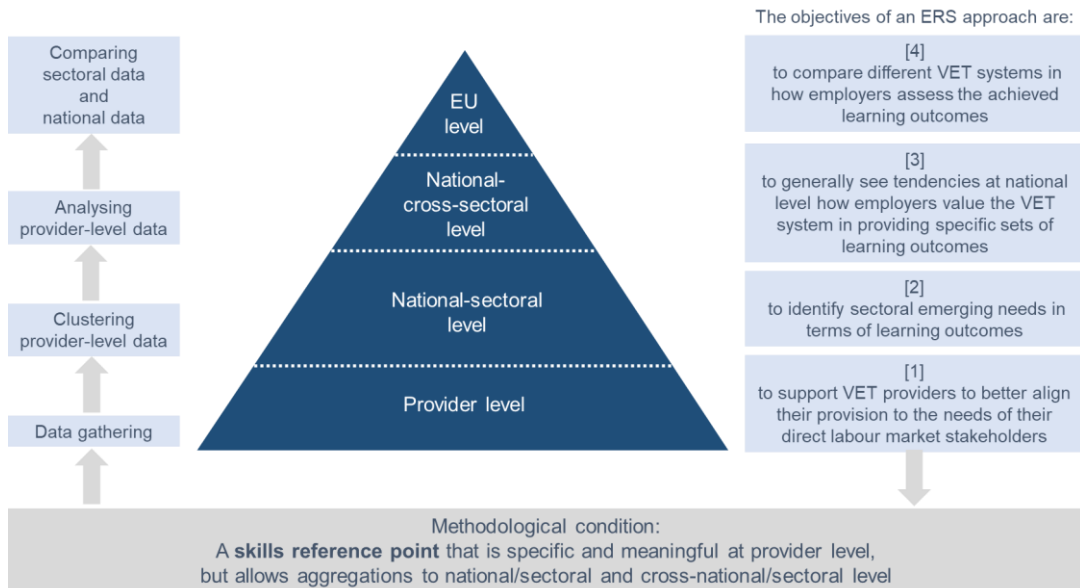 The objectives of an ERS approach are:
Comparing
sectoral data
and
national data
Analysing
provider-level data
Clustering
provider-level data
Data gathering
EU
level
National-
cross-sectoral
level
National-sectoral
level
Provider level
[4]
to compare different VET systems in
how employers assess the achieved
learning outcomes
[3]
to generally see tendencies at national
level how employers value the VET
system in providing specific sets of
learning outcomes
[2]
to identify sectoral emerging needs in
terms of learning outcomes
[1]
to support VET providers to better align
their provision to the needs of their
direct labour market stakeholders
Methodological condition:
A skills reference point that is specific and meaningful at provider level,
but allows aggregations to national/sectoral and cross-national/sectoral level